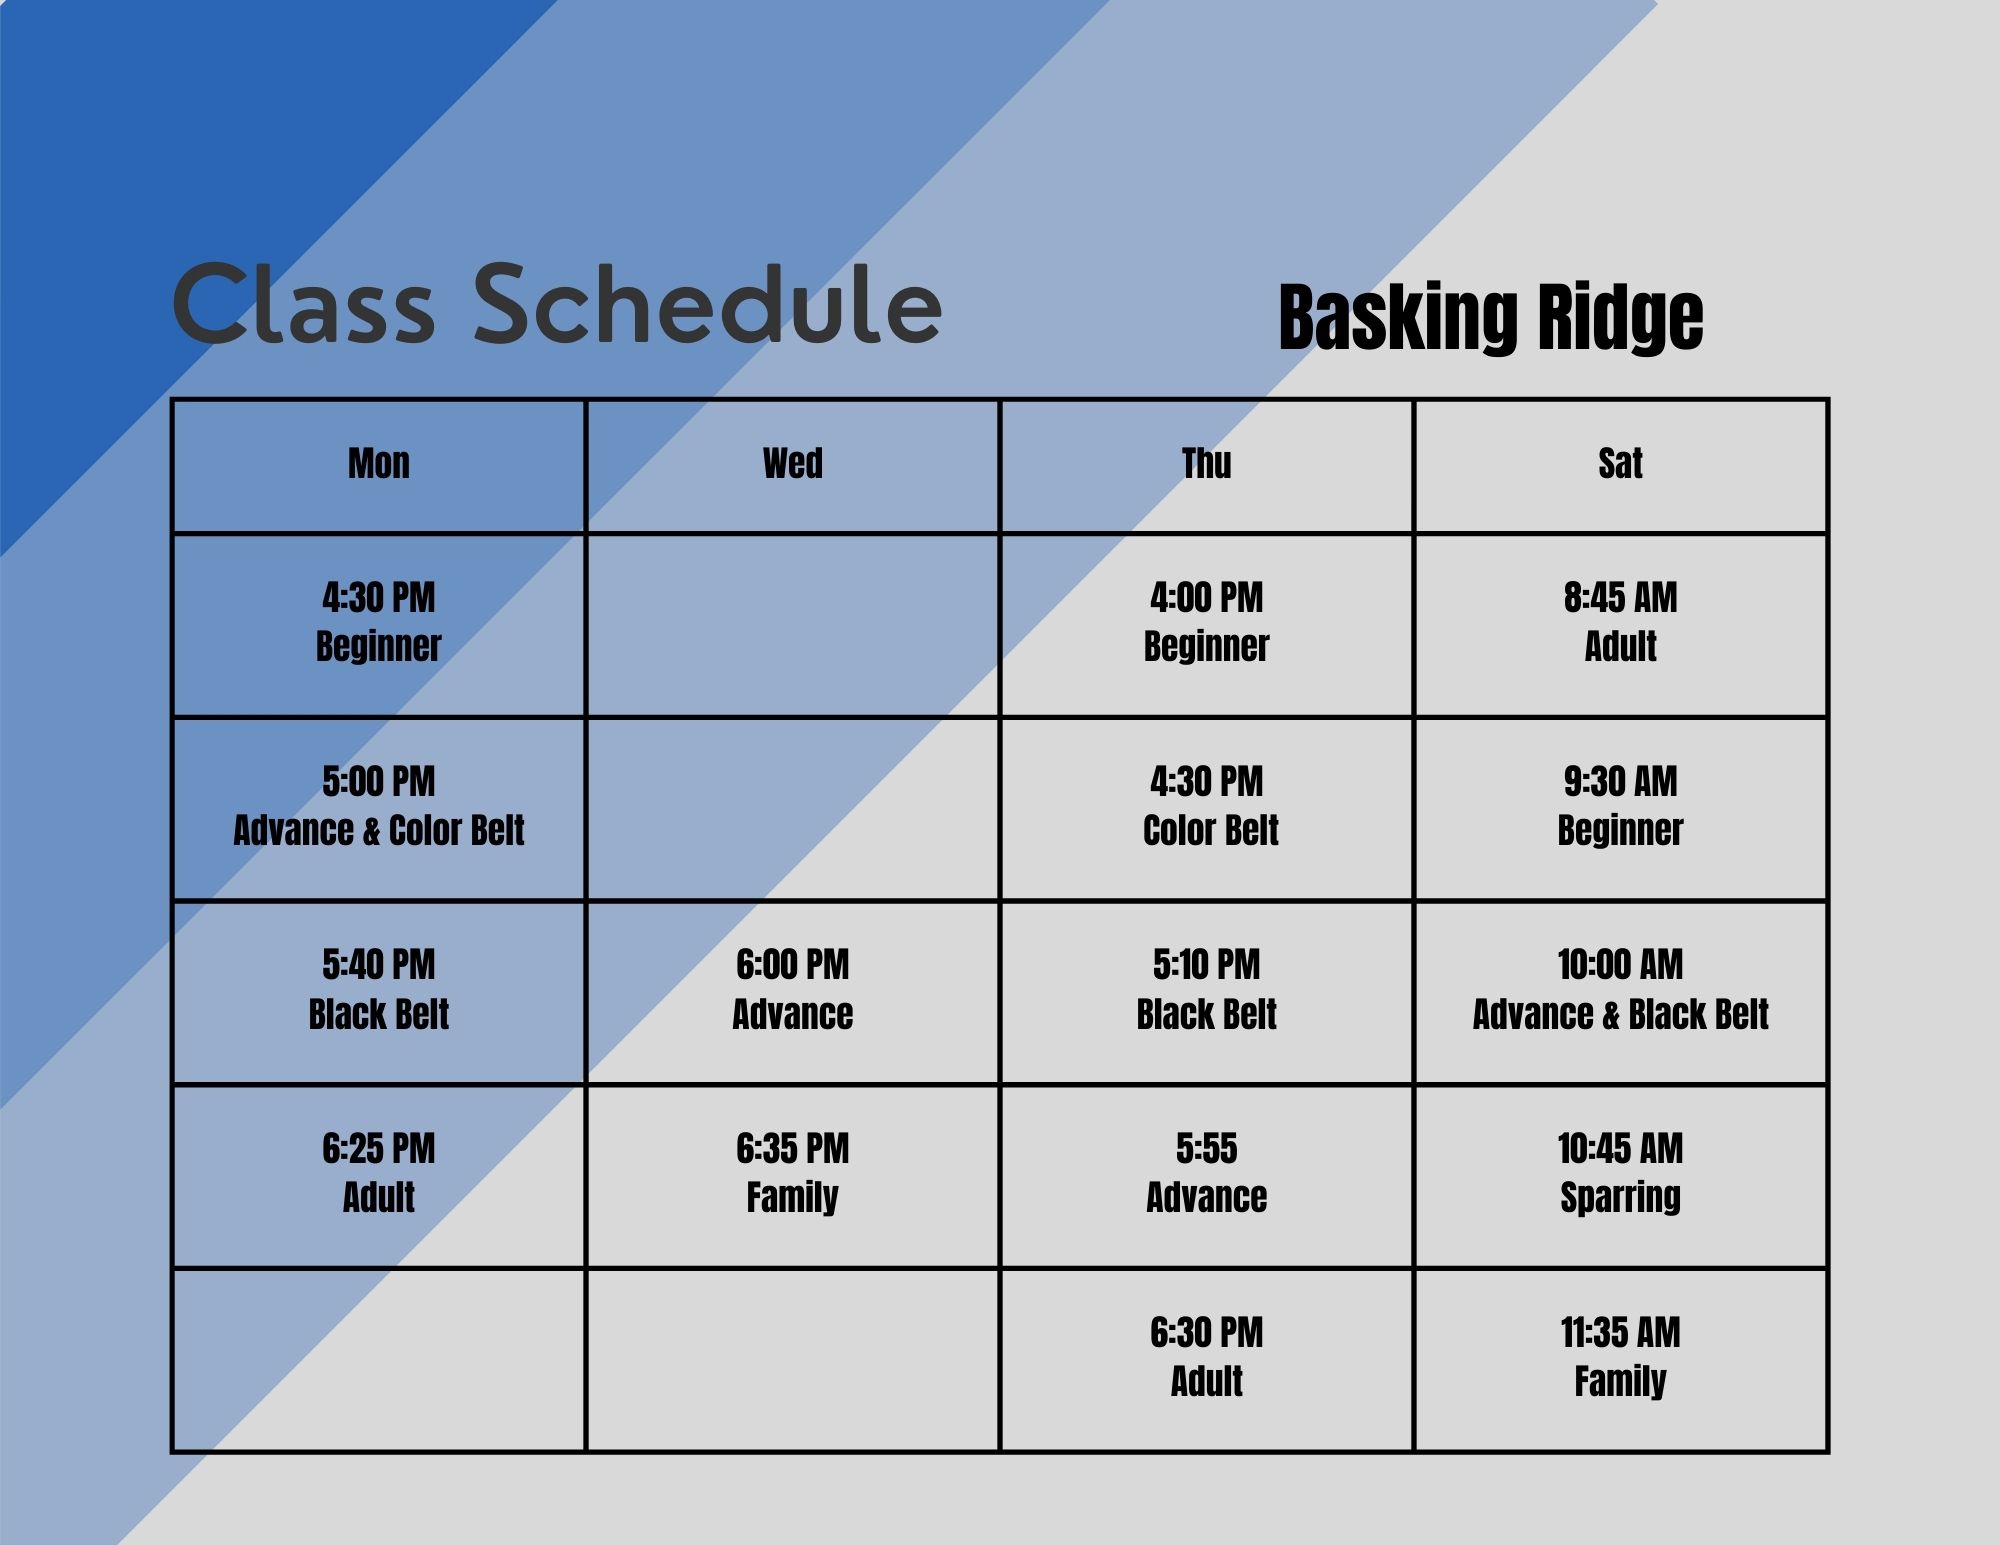 Class Schedule
Basking Ridge
Mon
Wed
Thu
Sat
4:30 PM
Beginner
4:00 PM
Beginner
8:45 AM
Adult
5:00 PM
Advance & Color Belt
4:30 PM
Color Belt
9:30 AM
Beginner
5:40 PM
Black Belt
6:00 PM
Advance
5:10 PM
Black Belt
10:00 AM
Advance & Black Belt
6:25 PM
Adult
6:35 PM
Family
5:55
Advance
10:45 AM
Sparring
6:30 PM
Adult
11:35 AM
Family